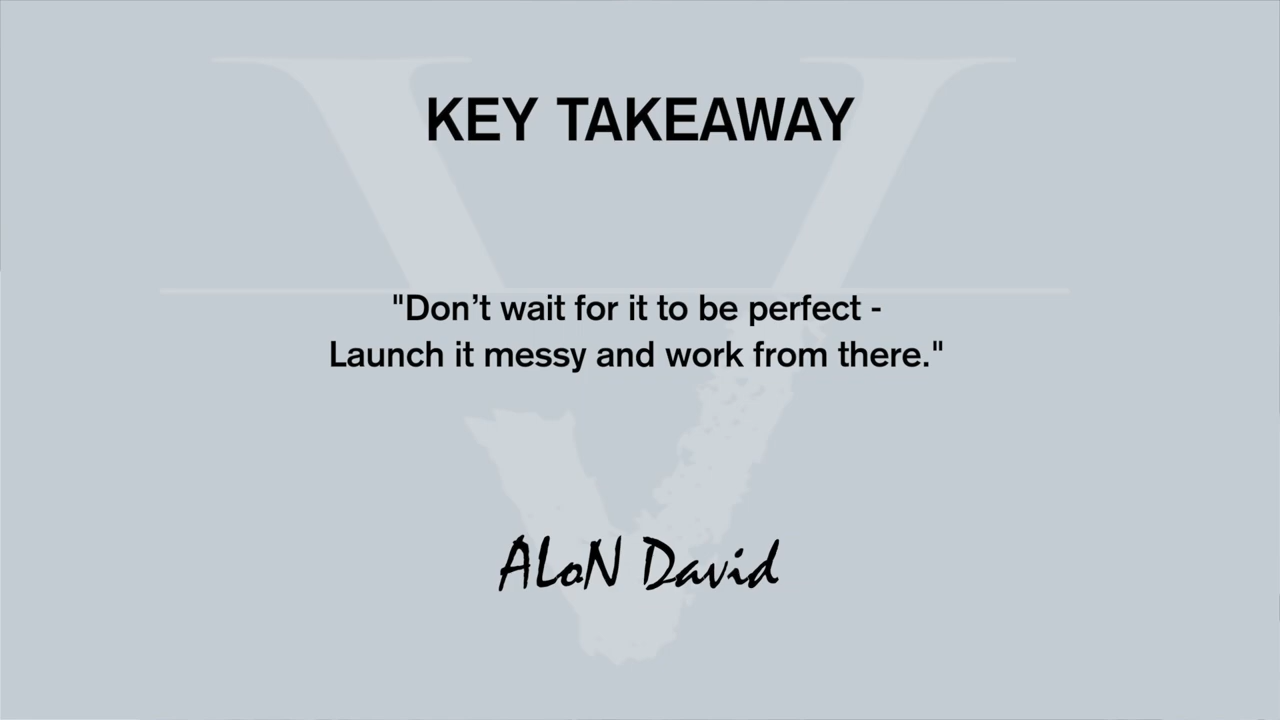 KEY TAKEAWAY
"Don’t wait for it to be perfect -
Launch it messy and work from there."
ALoN David